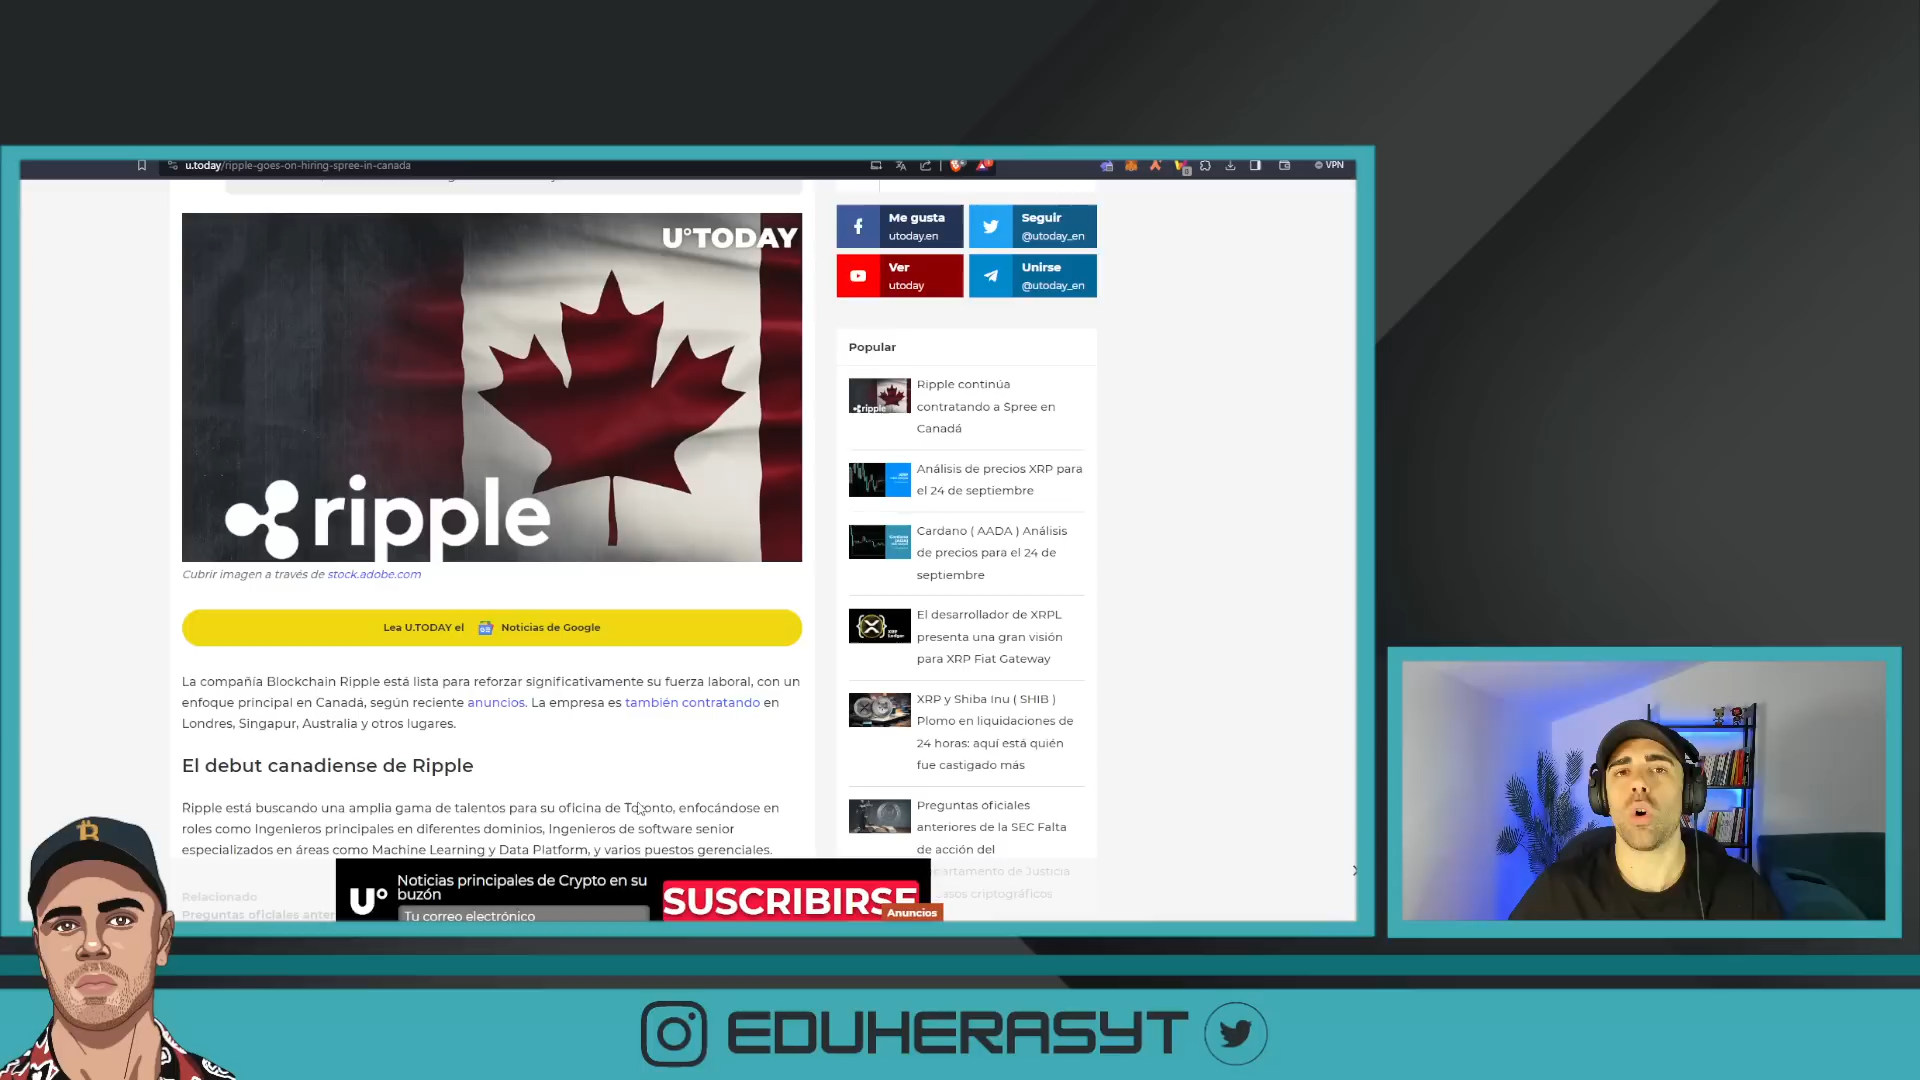 u.today/ripple-goes-on-hiring-spree-in-canada
VPN
U°TODAY
ripple
Cubrir imagen a través de stock.adobe.com
Lea U.TODAY el Noticias de Google
La compañía Blockchain Ripple está lista para reforzar significativamente su fuerza laboral, con un
enfoque principal en Canadá, según reciente anuncios. La empresa es también contratando en
Londres, Singapur, Australia y otros lugares.
El debut canadiense de Ripple
Ripple está buscando una amplia gama de talentos para su oficina de Toronto, enfocándose en
roles como Ingenieros principales en diferentes dominios, Ingenieros de software senior
especializados en áreas como Machine Learning y Data Platform, y varios puestos gerenciales.
Relacionado
Preguntas oficiales anter
Me gusta
utoday.en
Seguir
@utoday_en
Ver
utoday
Unirse
@utoday_en
Popular
ripple
Ripple continúa
contratando a Spree en
Canadá
Análisis de precios XRP para
el 24 de septiembre
Cardano ( AADA ) Análisis
de precios para el 24 de
septiembre
El desarrollador de XRPL
presenta una gran visión
para XRP Fiat Gateway
XRP y Shiba Inu ( SHIB )
Plomo en liquidaciones de
24 horas: aquí está quién
fue castigado más
Preguntas oficiales
anteriores de la SEC Falta
de acción del
artamento de Justicia
asos criptográficos
U°
Noticias principales de Crypto en su
buzón
Tu correo electrónico
SUSCRIBIRSE
Anuncios
EDUHERASYT